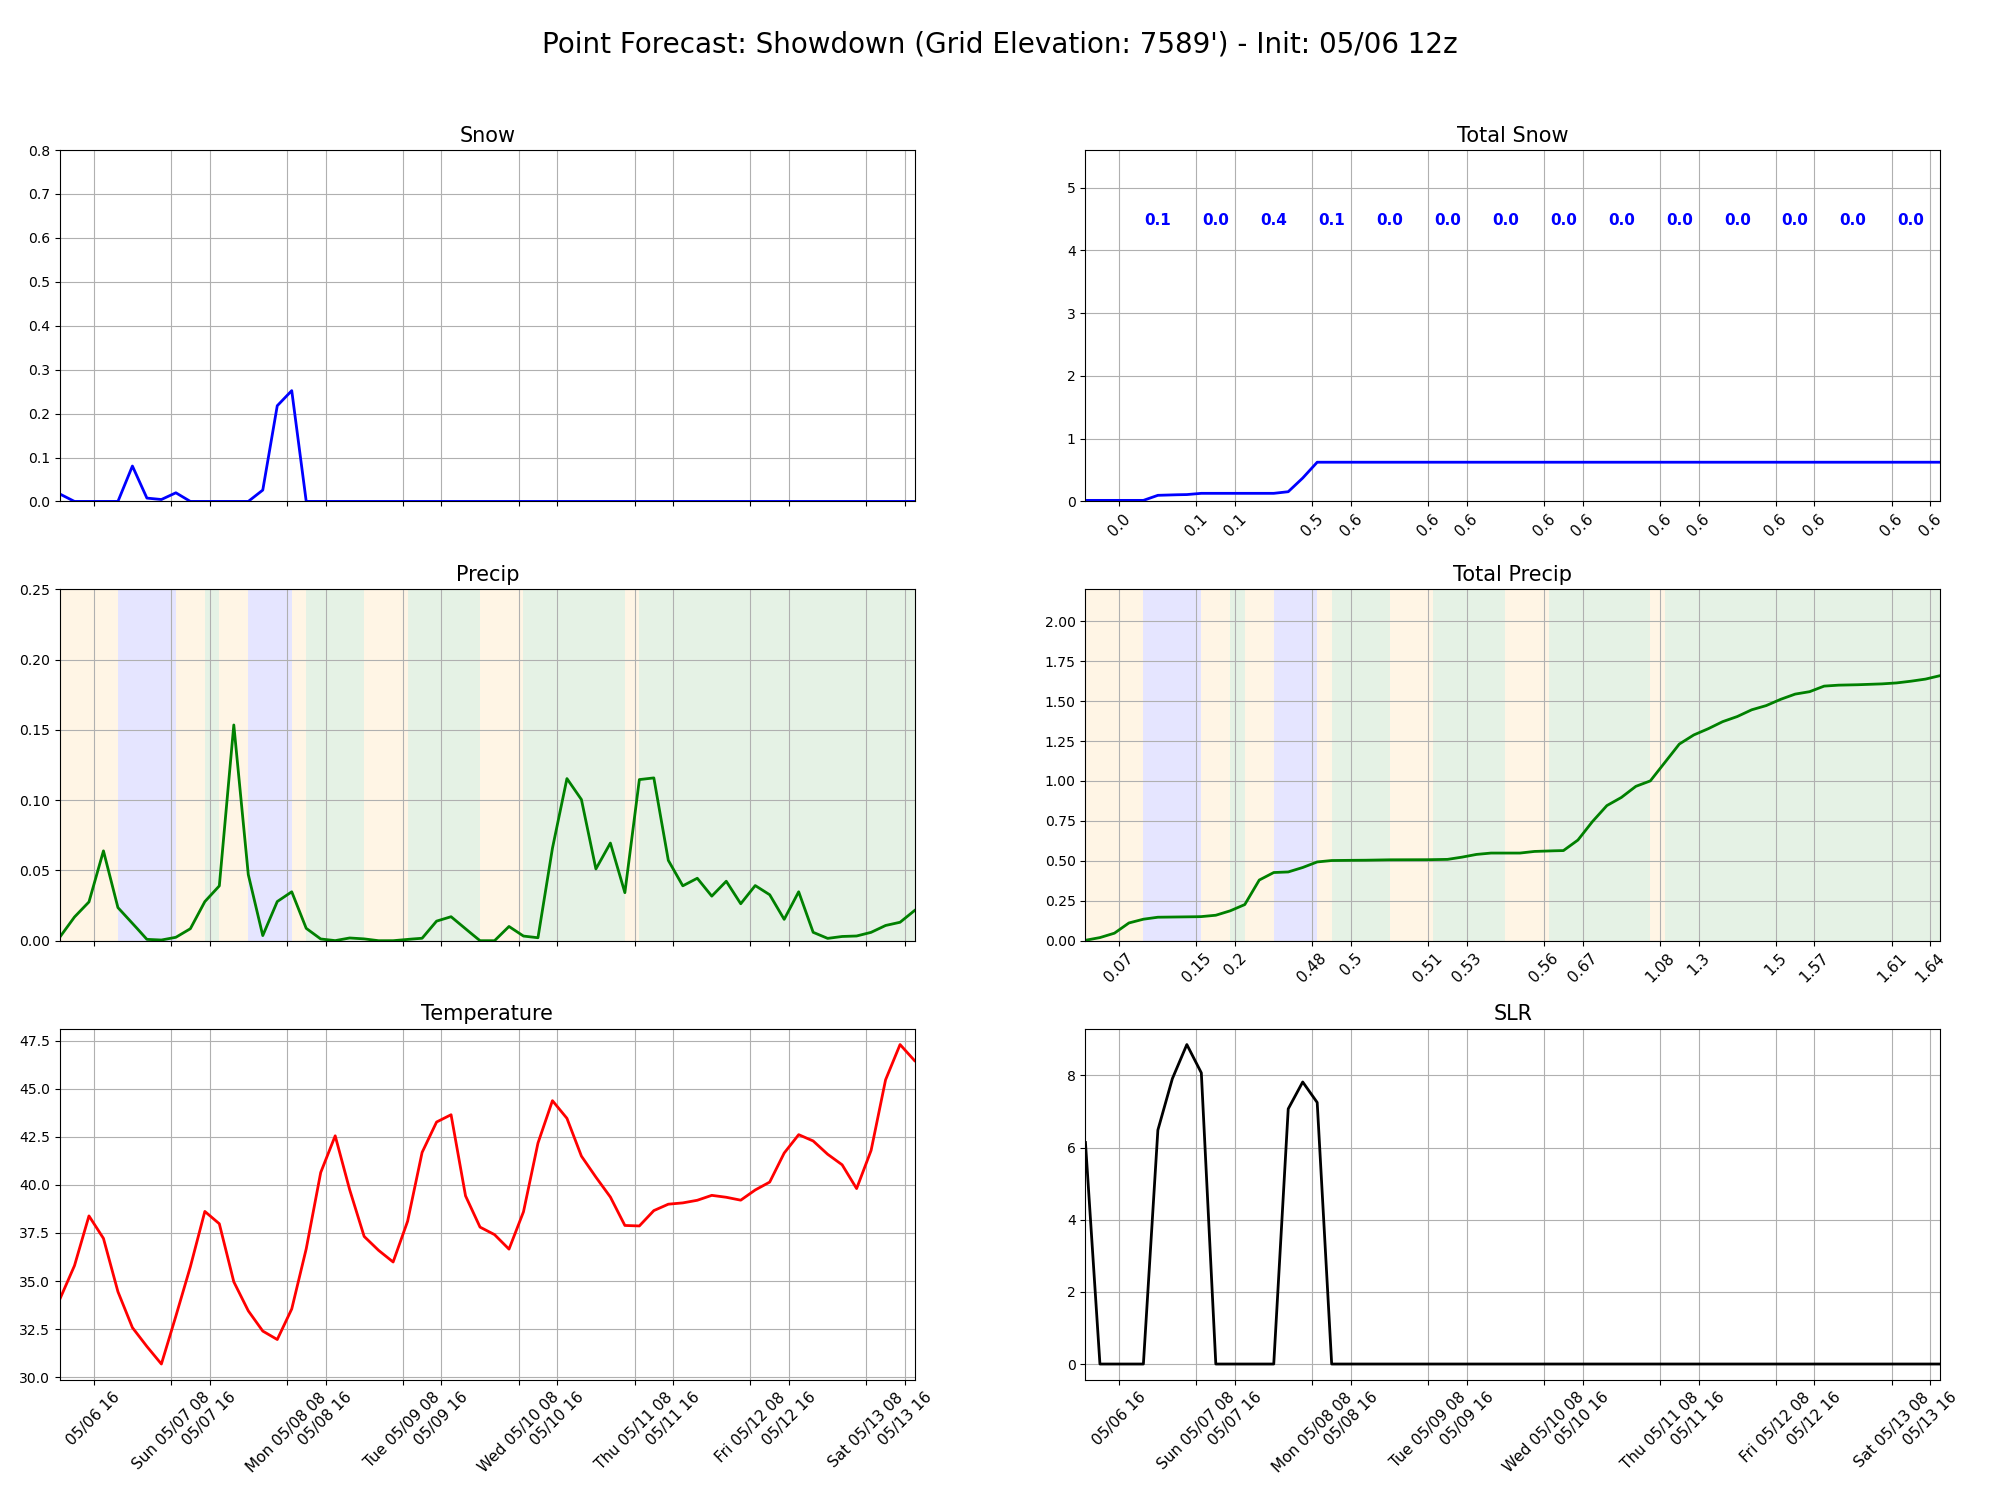 Point Forecast: Showdown (Grid Elevation: 7589') - Init: 05/06 12z
Snow
0.8
0.7
0.6
0.5
0.4
0.3
0.2
0.1
0.0
Total Snow
5
4
3
2
1
0
0.1 0.0 0.4 0.1 0.0 0.0 0.0 0.0 0.0 0.0 0.0 0.0 0.0 0.0
0.0 0.1 0.1 0.5 0.6 0.6 0.6 0.6 0.6 0.6 0.6 0.6 0.6 0.6 0.6
Precip
0.25
0.20
0.15
0.10
0.05
0.00
Total Precip
2.00
1.75
1.50
1.25
1.00
0.75
0.50
0.25
0.00
0.07 0.15 0.2 0.48 0.5 0.51 0.53 0.56 0.67 1.08 1.3 1.5 1.57 1.61 1.64
Temperature
47.5
45.0
42.5
40.0
37.5
35.0
32.5
30.0
05/06 16
Sun 05/07 08
05/07 16
Mon 05/08 08
05/08 16
Tue 05/09 08
05/09 16
Wed 05/10 08
05/10 16
Thu 05/11 08
05/11 16
Fri 05/12 08
05/12 16
Sat 05/13 08
05/13 16
SLR
8
6
4
2
0
05/06 16
Sun 05/07 08
05/07 16
Mon 05/08 08
05/08 16
Tue 05/09 08
05/09 16
Wed 05/10 08
05/10 16
Thu 05/11 08
05/11 16
Fri 05/12 08
05/12 16
Sat 05/13 08
05/13 16